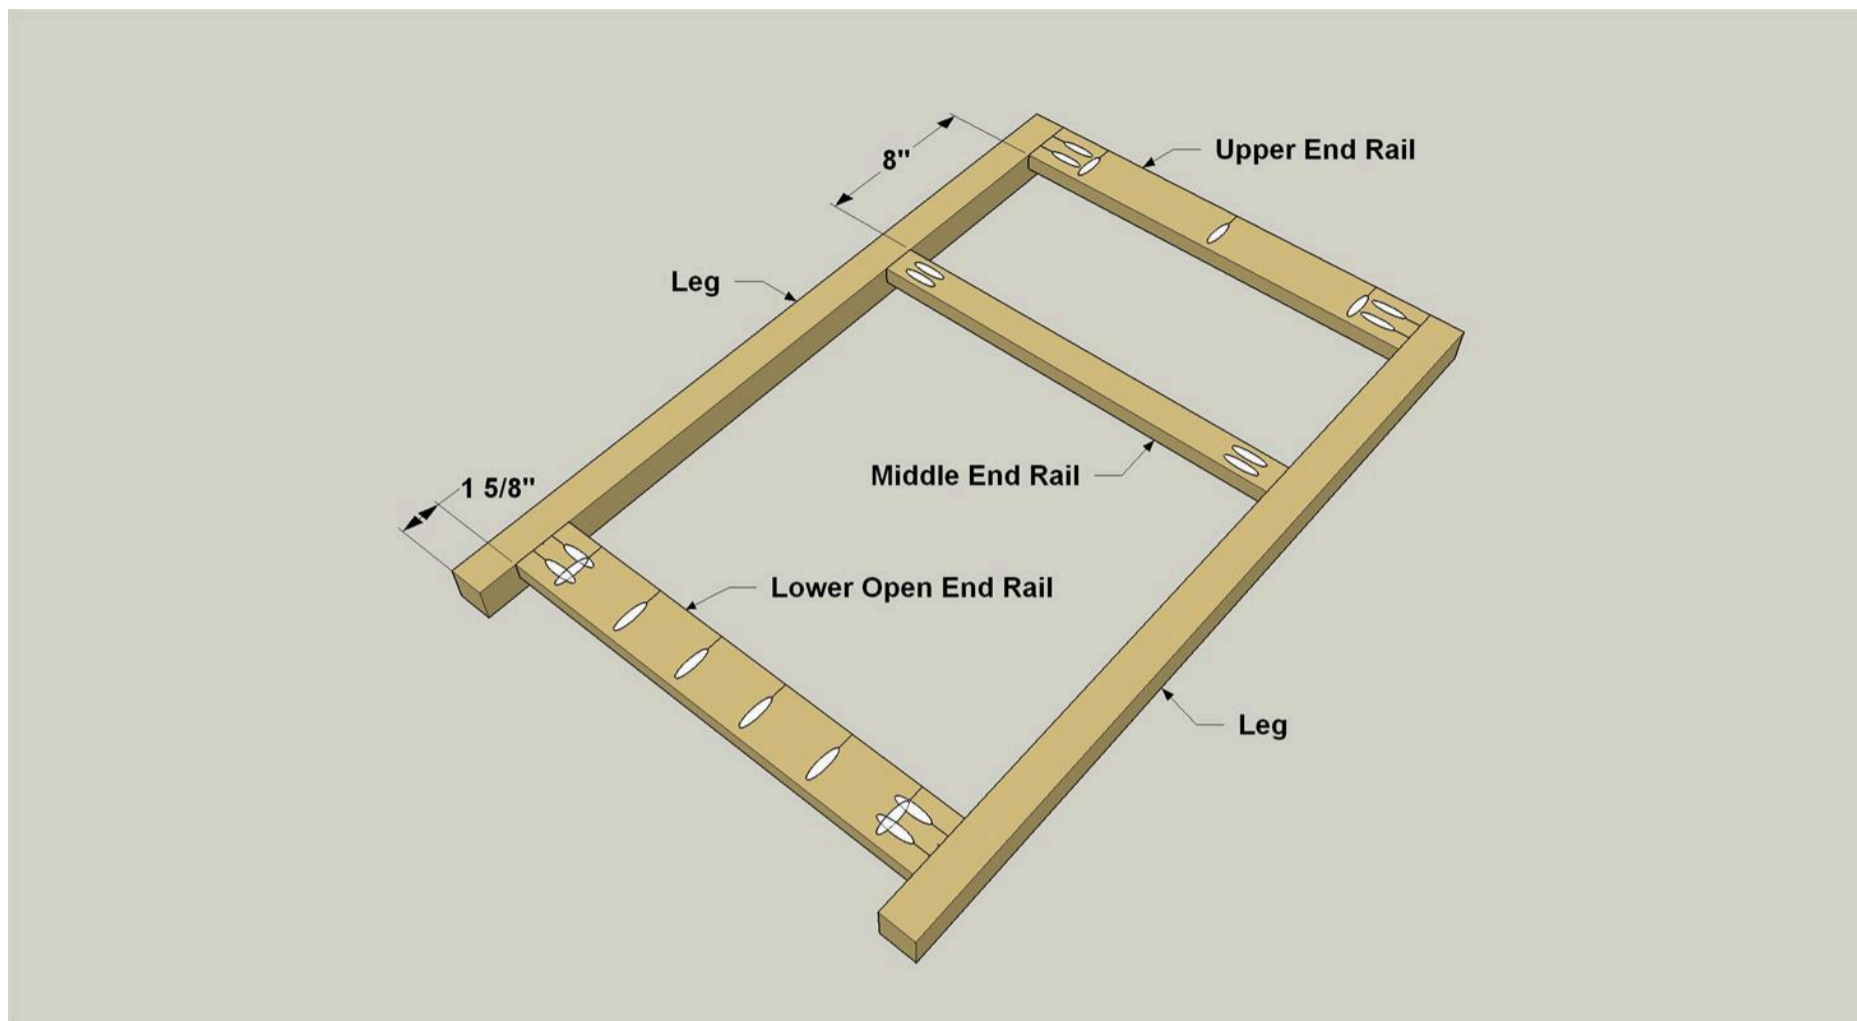 Upper End Rail
8"
Leg
Middle End Rail
1 5/8"
Lower Open End Rail
Leg